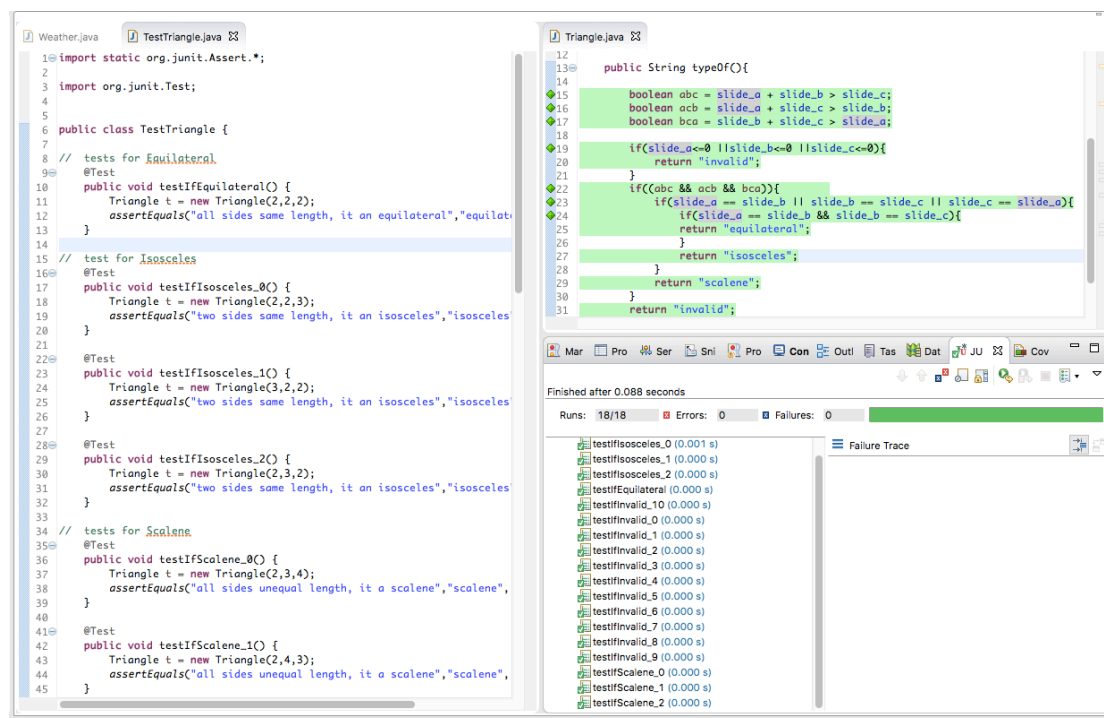 Weather.java
TestTriangle.java
1 import static org.junit.Assert.*;
2
3 import org.junit.Test;
4
5
6 public class TestTriangle {
7
8 // tests for Equilateral
9 @Test
10 public void testIfEquilateral() {
11 Triangle t = new Triangle(2,2,2);
12 assertEquals("all sides same length, it an equilateral","equilat
13 }
14
15 // test for Isosceles
16 @Test
17 public void testIfIsosceles_0() {
18 Triangle t = new Triangle(2,2,3);
19 assertEquals("two sides same length, it an isosceles","isosceles"
20 }
21
22 @Test
23 public void testIfIsosceles_1() {
24 Triangle t = new Triangle(3,2,2);
25 assertEquals("two sides same length, it an isosceles","isosceles"
26 }
27
28 @Test
29 public void testIfIsosceles_2() {
30 Triangle t = new Triangle(2,3,2);
31 assertEquals("two sides same length, it an isosceles","isosceles"
32 }
33
34 // tests for Scalene
35 @Test
36 public void testIfScalene_0() {
37 Triangle t = new Triangle(2,3,4);
38 assertEquals("all sides unequal length, it a scalene","scalene",
39 }
40
41 @Test
42 public void testIfScalene_1() {
43 Triangle t = new Triangle(2,4,3);
44 assertEquals("all sides unequal length, it a scalene","scalene",
45 }
Triangle.java
12
13 public String typeOf(){
14
15 boolean abc = slide_a + slide_b > slide_c;
16 boolean acb = slide_a + slide_c > slide_b;
17 boolean bca = slide_b + slide_c > slide_a;
18
19 if(slide_a<=0 ||slide_b<=0 ||slide_c<=0){
20 return "invalid";
21 }
22 if((abc && acb && bca)){
23 if(slide_a == slide_b || slide_b == slide_c || slide_c == slide_a){
24 if(slide_a == slide_b && slide_b == slide_c){
25 return "equilateral";
26 }
27 return "isosceles";
28 }
29 return "scalene";
30 }
31 return "invalid";
Mar Pro Ser Sni Pro Con Outl Tas Dat JU Cov
Finished after 0.088 seconds
Runs: 18/18 Errors: 0 Failures: 0
testIfIsosceles_0 (0.001 s)
testIfIsosceles_1 (0.000 s)
testIfIsosceles_2 (0.000 s)
testIfEquilateral (0.000 s)
testIfInvalid_10 (0.000 s)
testIfInvalid_0 (0.000 s)
testIfInvalid_1 (0.000 s)
testIfInvalid_2 (0.000 s)
testIfInvalid_3 (0.000 s)
testIfInvalid_4 (0.000 s)
testIfInvalid_5 (0.000 s)
testIfInvalid_6 (0.000 s)
testIfInvalid_7 (0.000 s)
testIfInvalid_8 (0.000 s)
testIfInvalid_9 (0.000 s)
testIfScalene_0 (0.000 s)
testIfScalene_1 (0.000 s)
testIfScalene_2 (0.000 s)
Failure Trace